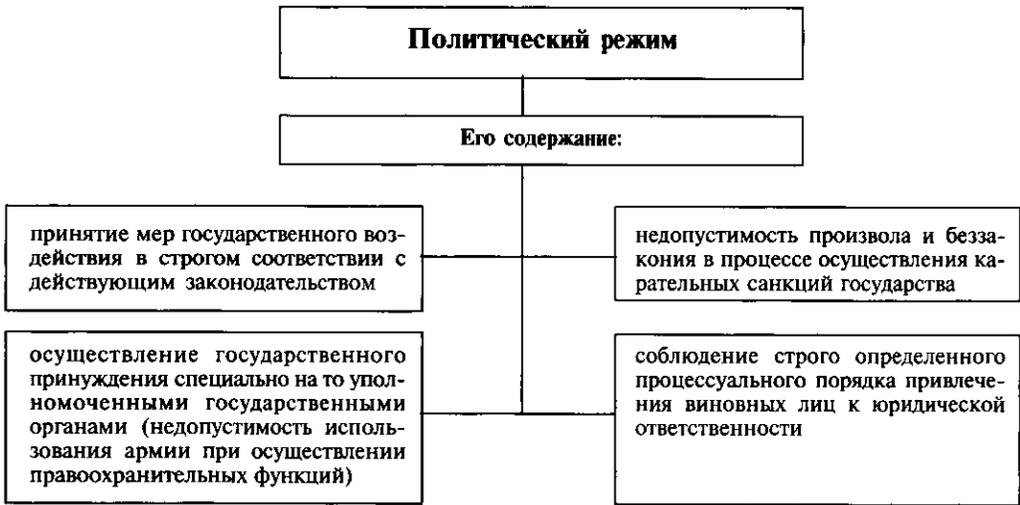 Политический режим
Его содержание:
принятие мер государственного воз-
действия в строгом соответствии с
действующим законодательством
недопустимость произвола и безза-
кония в процессе осуществления ка-
рательных санкций государства
осуществление государственного
принуждения специально на то упол-
номоченными государственными
органами (недопустимость исполь-
зования армии при осуществлении
правоохранительных функций)
соблюдение строго определенного
процессуального порядка привлече-
ния виновных лиц к юридической
ответственности